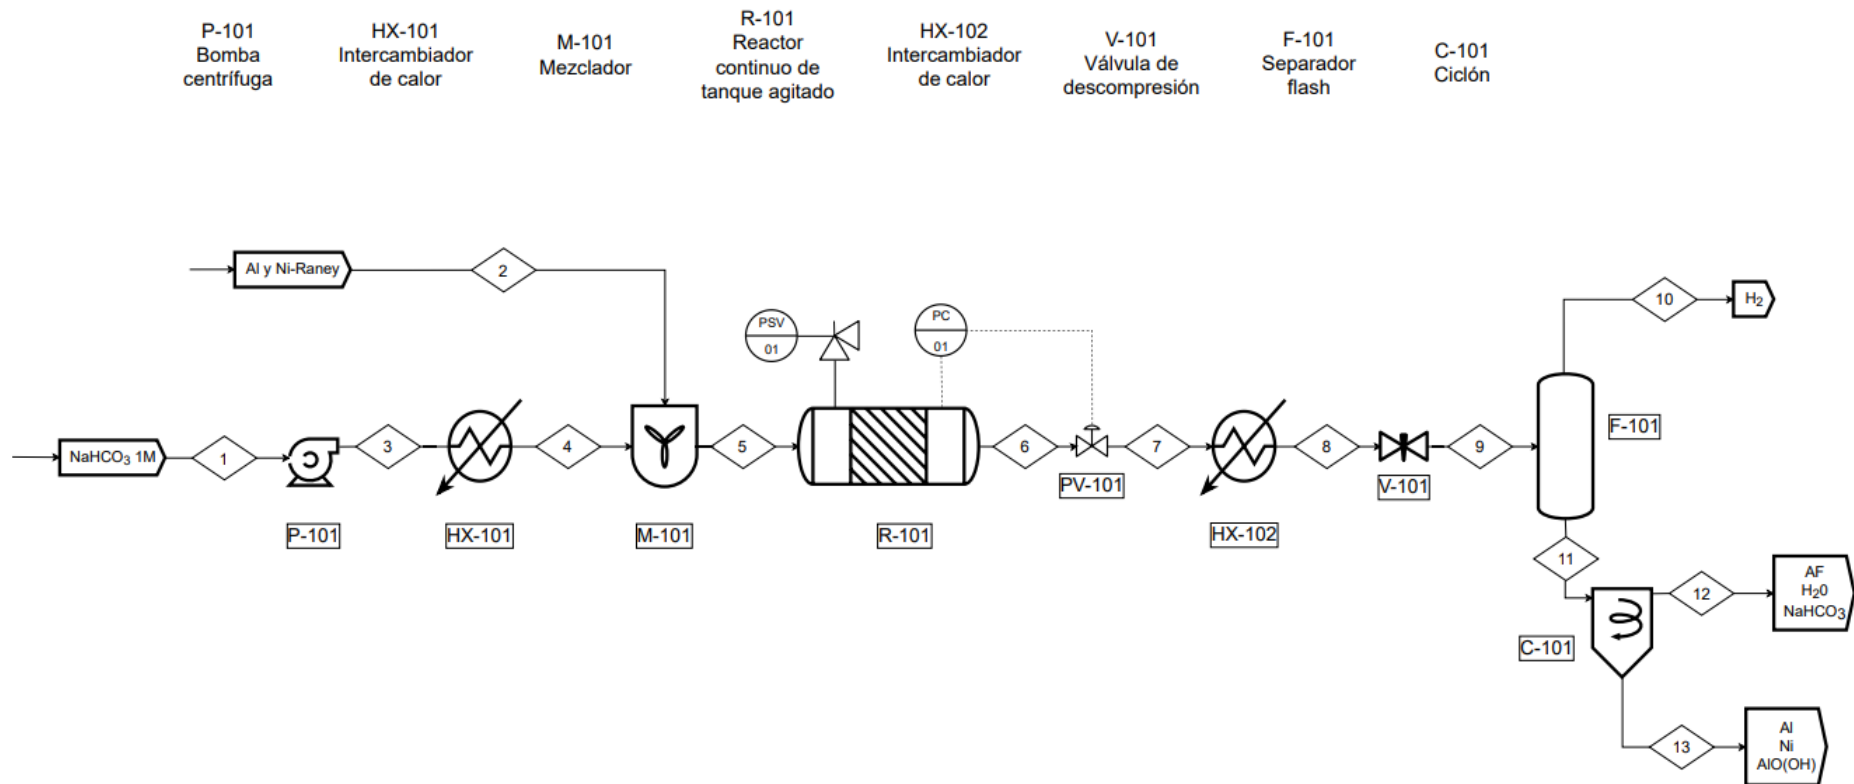 P-101
Bomba
centrífuga
HX-101
Intercambiador
de calor
M-101
Mezclador
R-101
Reactor
continuo de
tanque agitado
HX-102
Intercambiador
de calor
V-101
Válvula de
descompresión
F-101
Separador
flash
C-101
Ciclón
Al y Ni-Raney
2
10
H₂
PSV
01
PC
01
NaHCO₃ 1M
1
3
4
5
6
7
8
9
F-101
PV-101
V-101
P-101
HX-101
M-101
R-101
HX-102
11
12
AF
H₂0
NaHCO₃
C-101
13
Al
Ni
AlO(OH)